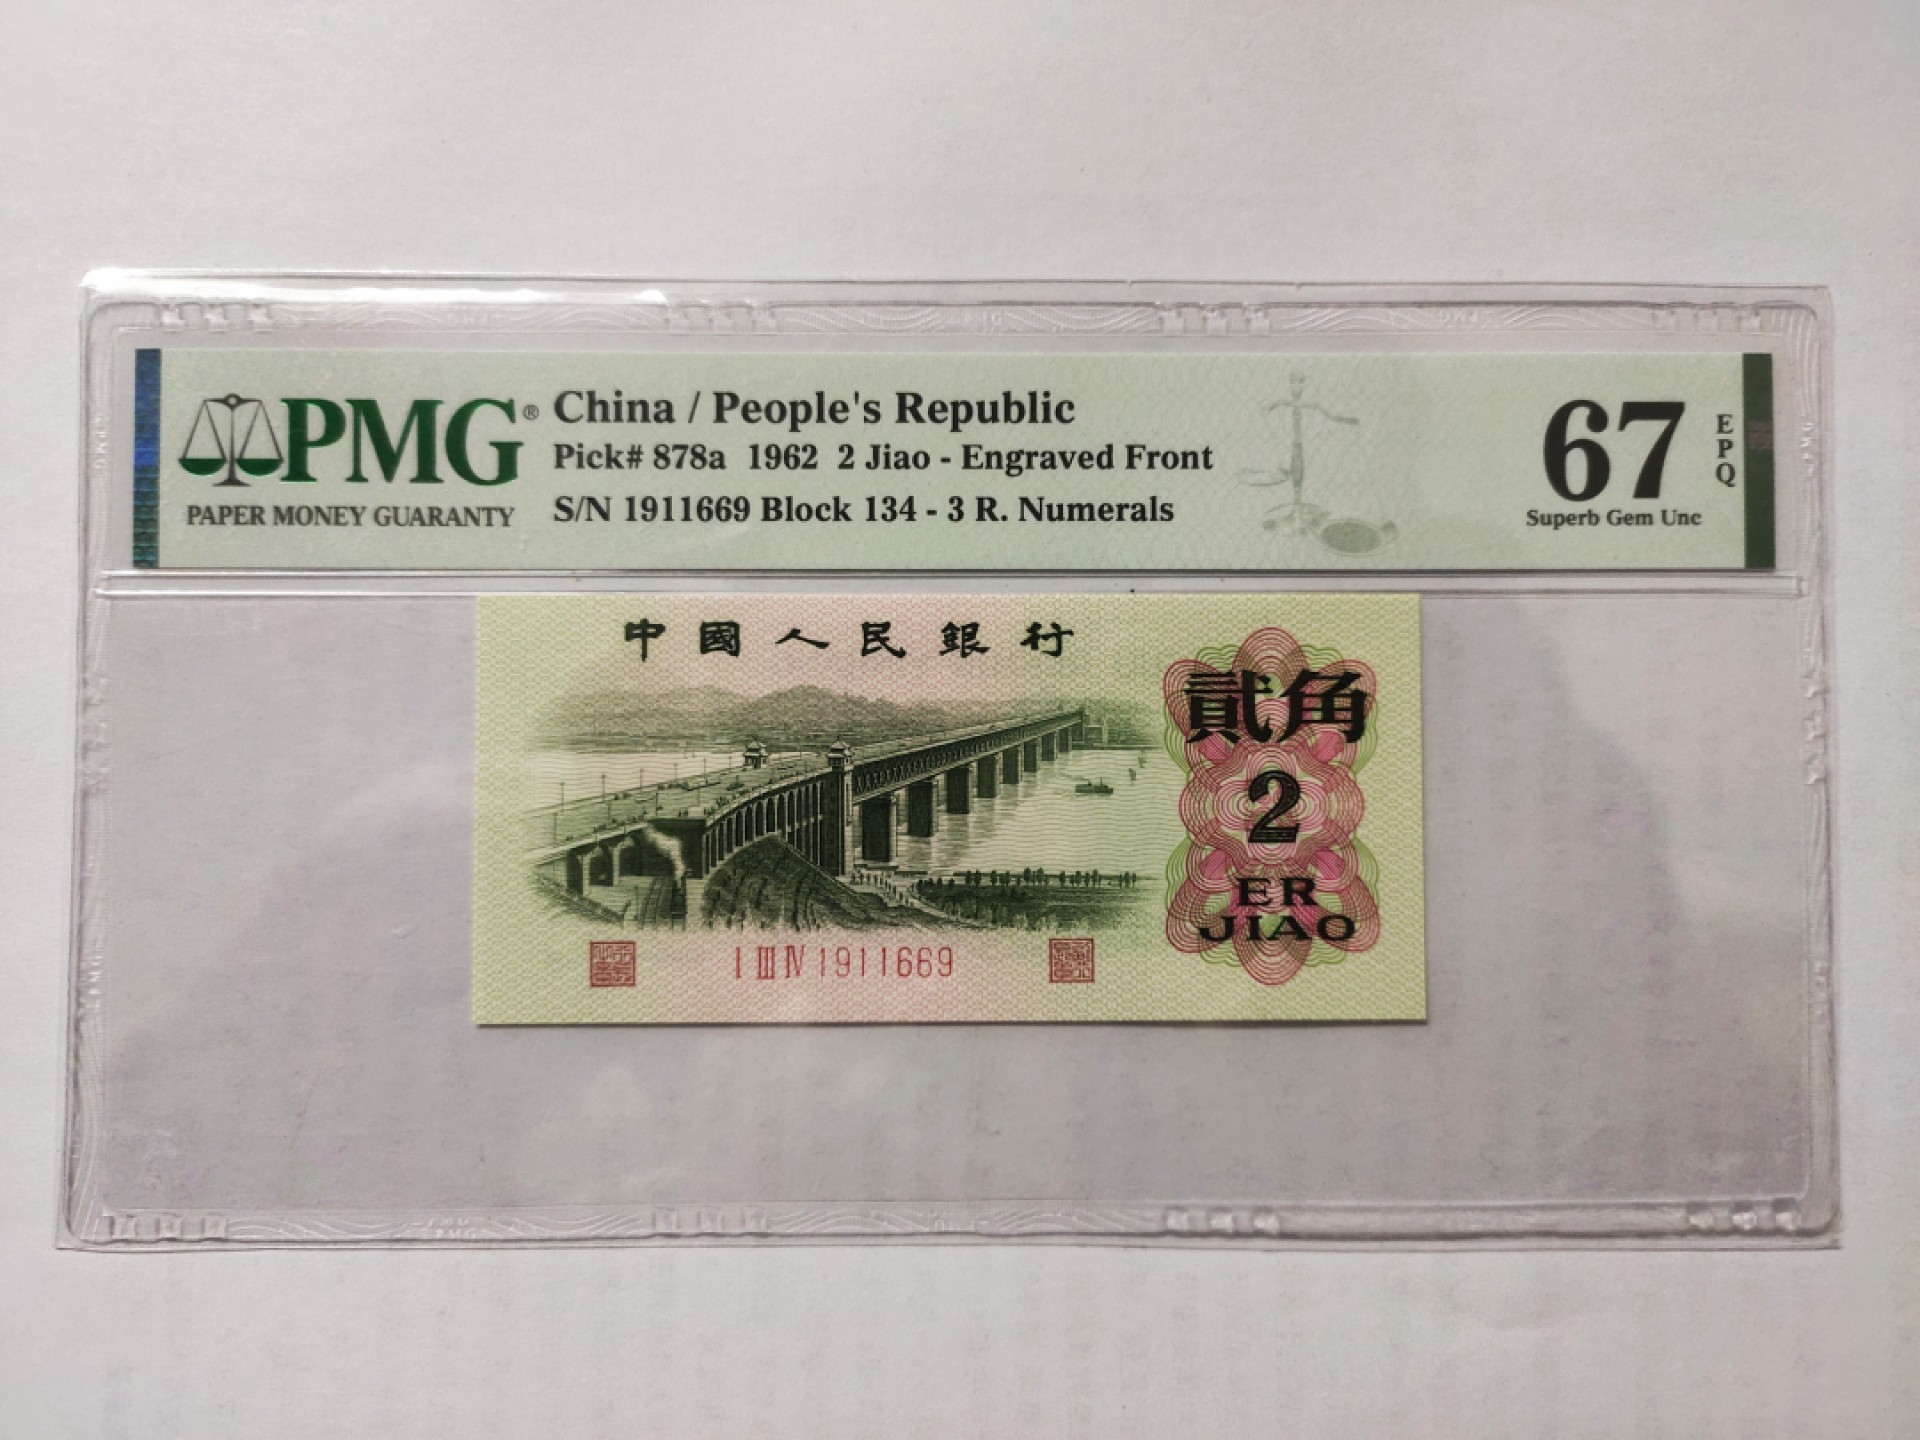 PMG®
PAPER MONEY GUARANTY
China / People's Republic
Pick# 878a 1962 2 Jiao - Engraved Front
S/N 1911669 Block 134 - 3 R. Numerals
67
EPQ
Superb Gem Unc
中國人民銀行
貳角
2
ER
JIAO
Ⅰ Ⅲ Ⅳ 1911669